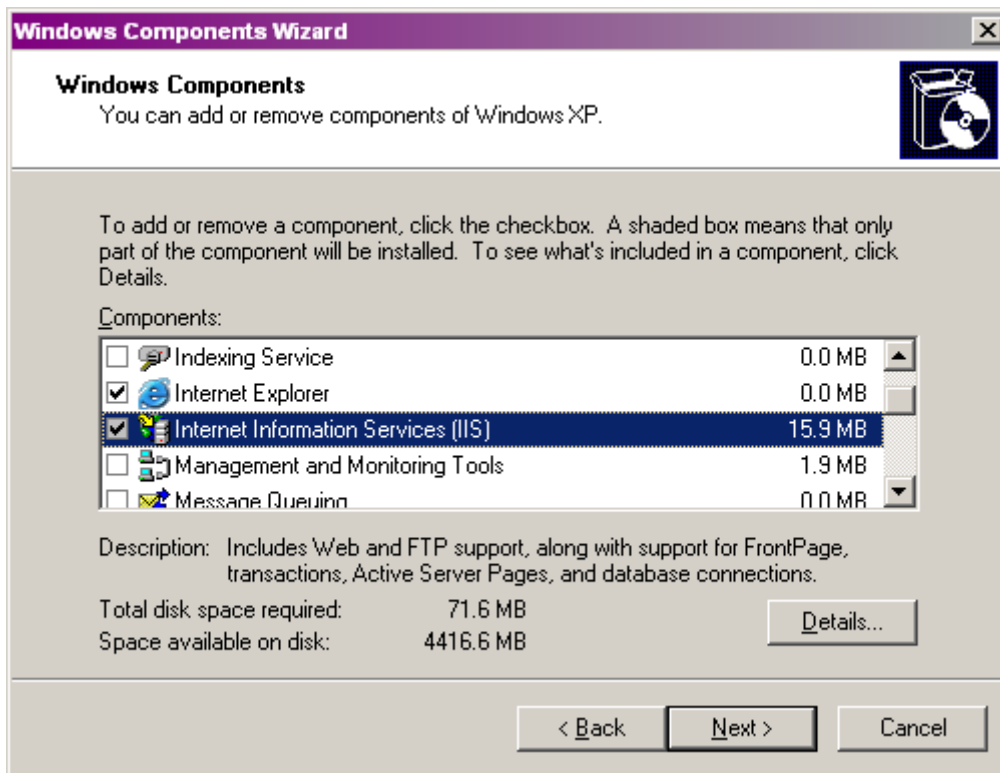 Windows Components Wizard
Windows Components
You can add or remove components of Windows XP.
To add or remove a component, click the checkbox. A shaded box means that only
part of the component will be installed. To see what's included in a component, click
Details.
Components:
Indexing Service 0.0 MB
Internet Explorer 0.0 MB
Internet Information Services (IIS) 15.9 MB
Management and Monitoring Tools 1.9 MB
Message Queuing 0.0 MB
Description: Includes Web and FTP support, along with support for FrontPage,
transactions, Active Server Pages, and database connections.
Total disk space required: 71.6 MB
Space available on disk: 4416.6 MB
Details...
< Back Next > Cancel